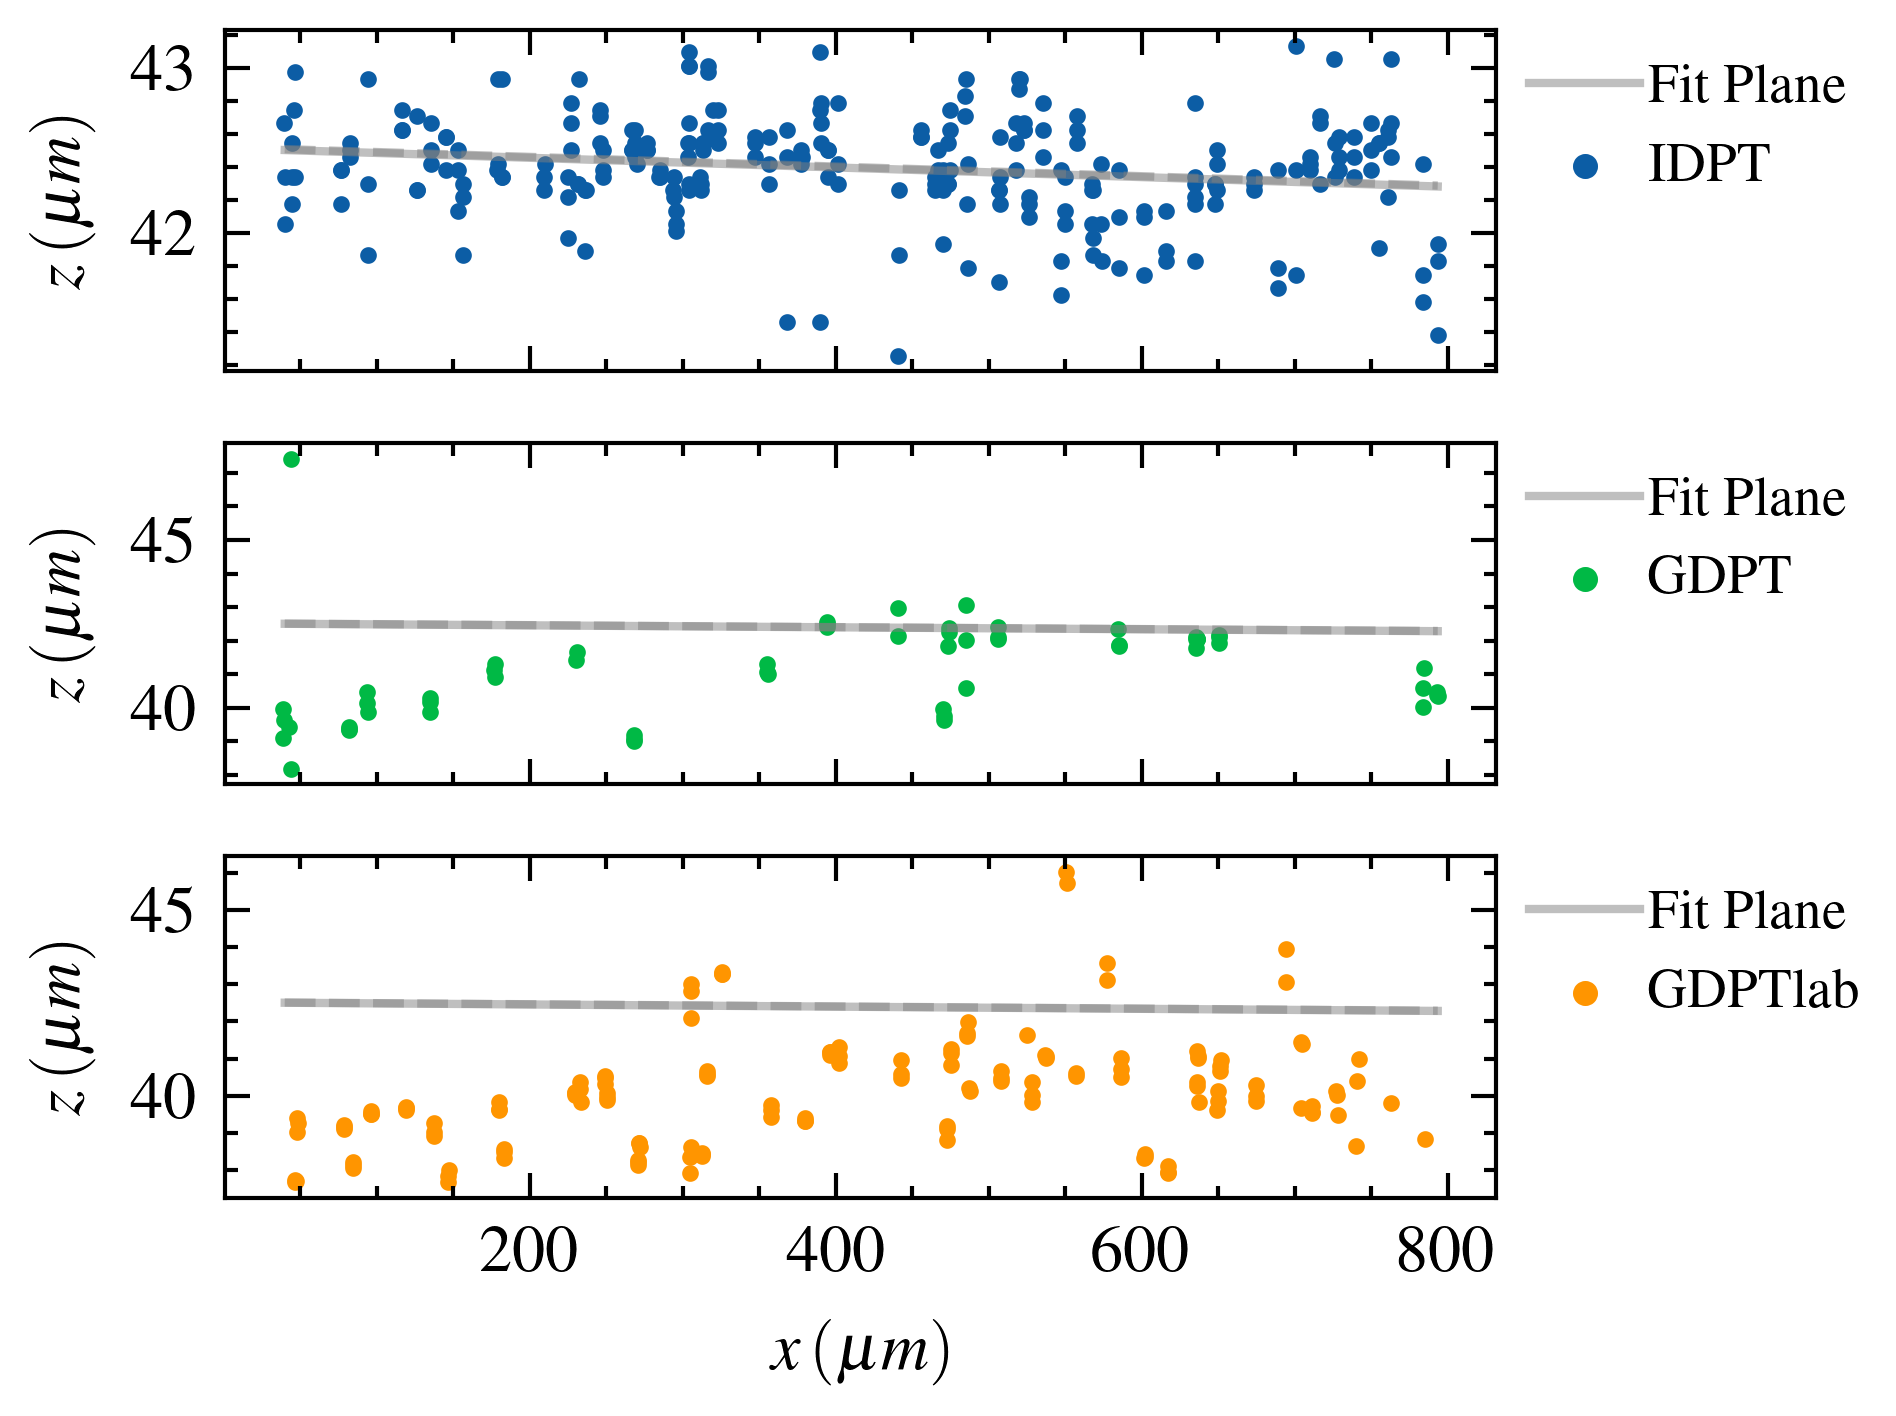 43
42
z (μm)
Fit Plane
IDPT
45
40
z (μm)
Fit Plane
GDPT
45
40
z (μm)
Fit Plane
GDPTlab
200 400 600 800
x (μm)